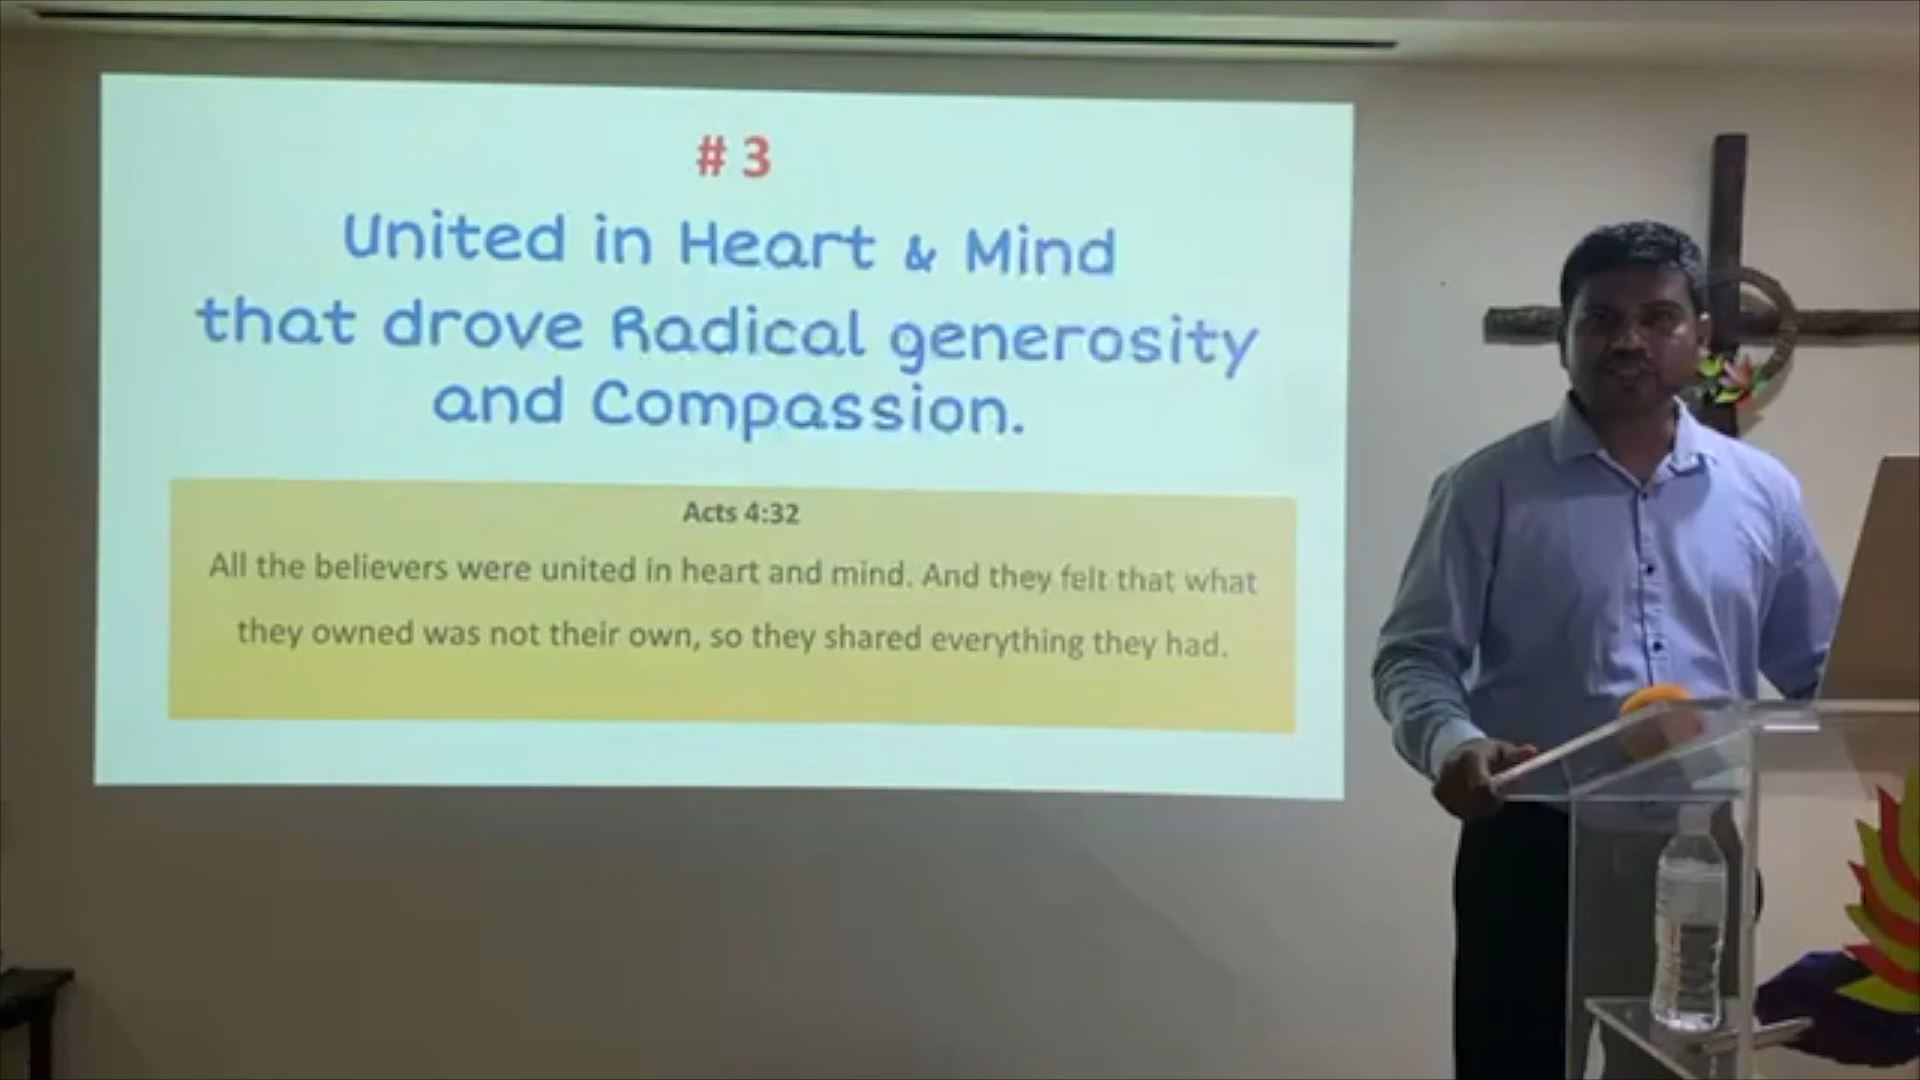 # 3
United in Heart & Mind
that drove Radical generosity
and Compassion.
Acts 4:32
All the believers were united in heart and mind. And they felt that what
they owned was not their own, so they shared everything they had.